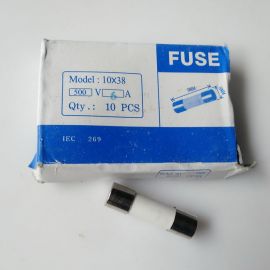 FUSE
Model: 10X38
500 V 6 A
Qty.: 10 PCS
IEC 269